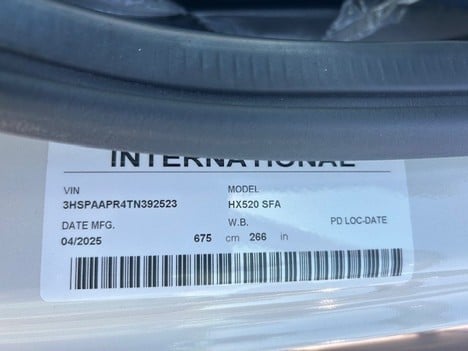 INTERNATIONAL
VIN MODEL
3HSPAAPR4TN392523 HX520 SFA
DATE MFG. W.B. PD LOC-DATE
04/2025 675 cm 266 in